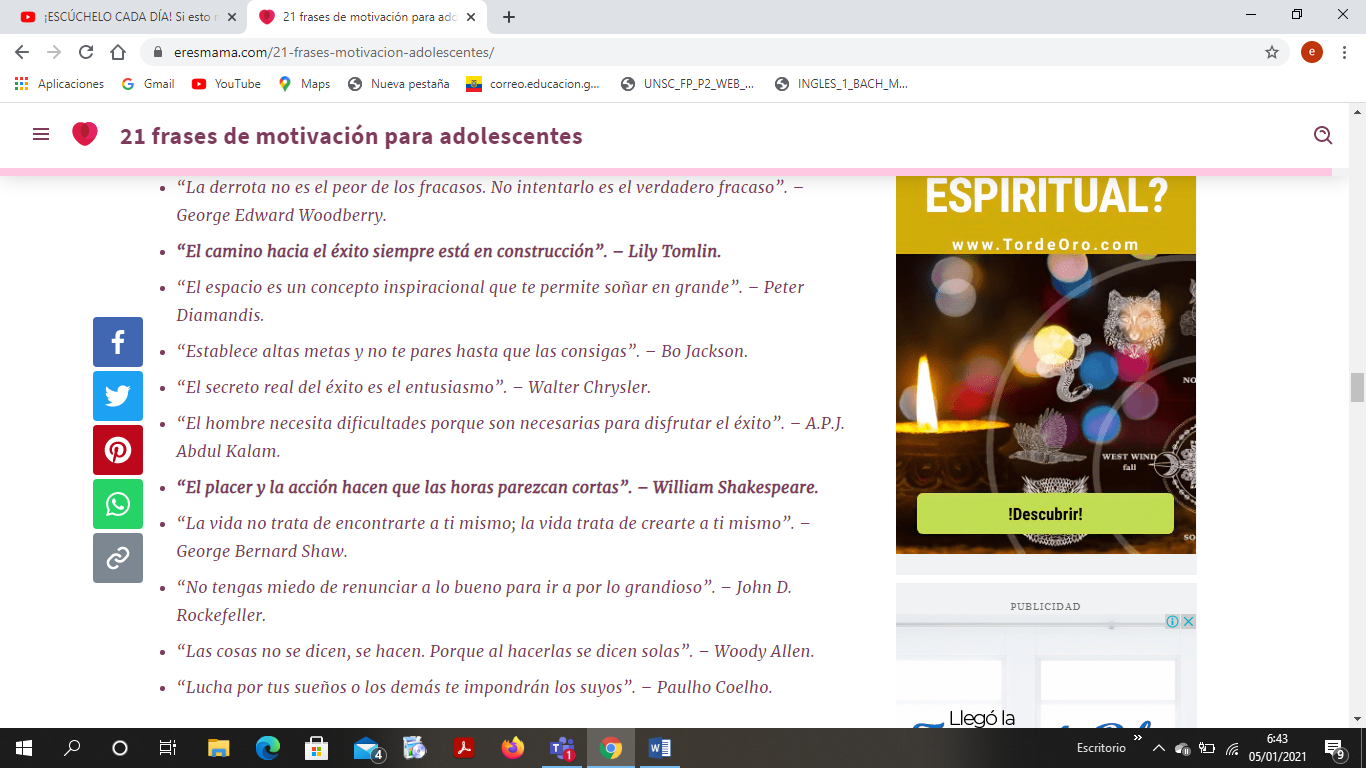 ¡ESCÚCHELO CADA DÍA! Si esto r
21 frases de motivación para ado
eresmama.com/21-frases-motivacion-adolescentes/
e
Aplicaciones
Gmail
YouTube
Maps
Nueva pestaña
correo.educacion.g...
UNSC_FP_P2_WEB_...
INGLES_1_BACH_M...
21 frases de motivación para adolescentes
“La derrota no es el peor de los fracasos. No intentarlo es el verdadero fracaso”. –
George Edward Woodberry.
“El camino hacia el éxito siempre está en construcción”. – Lily Tomlin.
“El espacio es un concepto inspiracional que te permite soñar en grande”. – Peter
Diamandis.
“Establece altas metas y no te pares hasta que las consigas”. – Bo Jackson.
“El secreto real del éxito es el entusiasmo”. – Walter Chrysler.
“El hombre necesita dificultades porque son necesarias para disfrutar el éxito”. – A.P.J.
Abdul Kalam.
“El placer y la acción hacen que las horas parezcan cortas”. – William Shakespeare.
“La vida no trata de encontrarte a ti mismo; la vida trata de crearte a ti mismo”. –
George Bernard Shaw.
“No tengas miedo de renunciar a lo bueno para ir a por lo grandioso”. – John D.
Rockefeller.
“Las cosas no se dicen, se hacen. Porque al hacerlas se dicen solas”. – Woody Allen.
“Lucha por tus sueños o los demás te impondrán los suyos”. – Paulho Coelho.
ESPIRITUAL?
www.TordeOro.com
NO
WEST WIND
fall
SO
!Descubrir!
PUBLICIDAD
Llegó la
4
1
Escritorio
6:43
05/01/2021
9